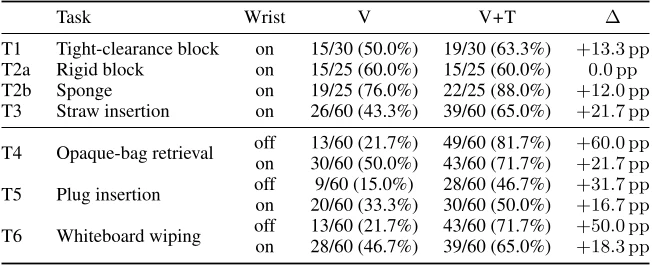 Task Wrist V V+T Δ
T1 Tight-clearance block on 15/30 (50.0%) 19/30 (63.3%) +13.3 pp
T2a Rigid block on 15/25 (60.0%) 15/25 (60.0%) 0.0 pp
T2b Sponge on 19/25 (76.0%) 22/25 (88.0%) +12.0 pp
T3 Straw insertion on 26/60 (43.3%) 39/60 (65.0%) +21.7 pp
T4 Opaque-bag retrieval off 13/60 (21.7%) 49/60 (81.7%) +60.0 pp
on 30/60 (50.0%) 43/60 (71.7%) +21.7 pp
T5 Plug insertion off 9/60 (15.0%) 28/60 (46.7%) +31.7 pp
on 20/60 (33.3%) 30/60 (50.0%) +16.7 pp
T6 Whiteboard wiping off 13/60 (21.7%) 43/60 (71.7%) +50.0 pp
on 28/60 (46.7%) 39/60 (65.0%) +18.3 pp